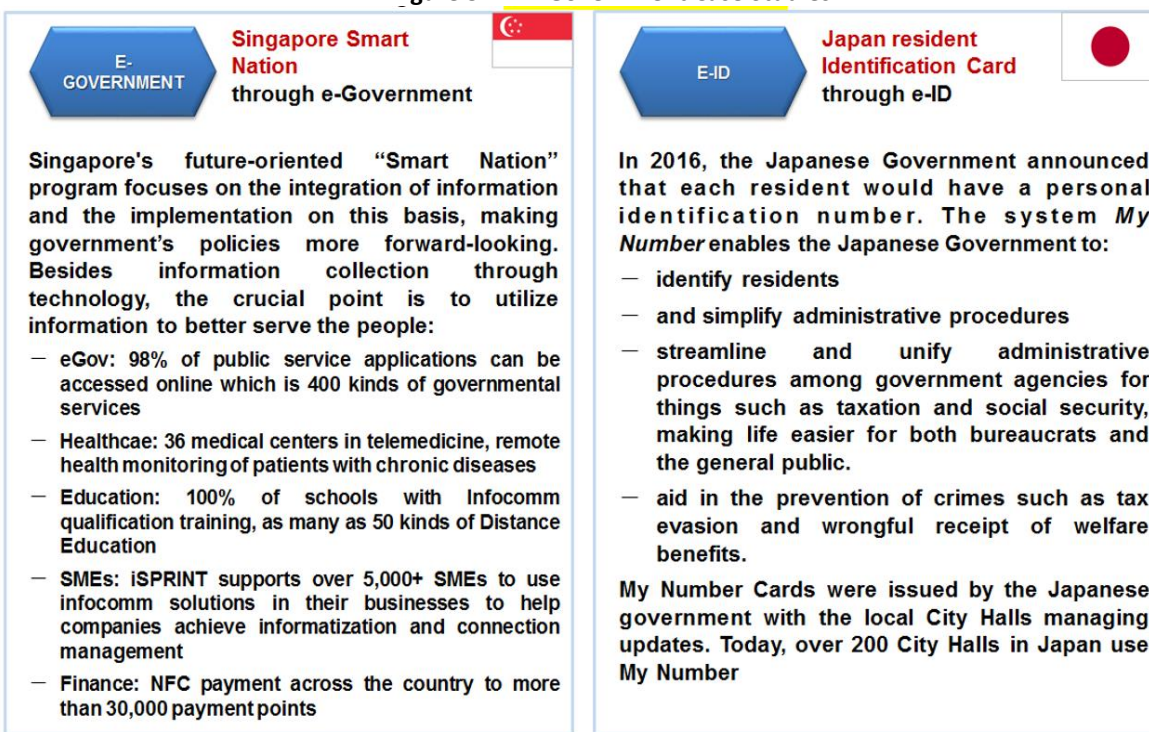 E-
GOVERNMENT
Singapore Smart
Nation
through e-Government
Singapore's future-oriented “Smart Nation”
program focuses on the integration of information
and the implementation on this basis, making
government’s policies more forward-looking.
Besides information collection through
technology, the crucial point is to utilize
information to better serve the people:
— eGov: 98% of public service applications can be
accessed online which is 400 kinds of governmental
services
— Healthcae: 36 medical centers in telemedicine, remote
health monitoring of patients with chronic diseases
— Education: 100% of schools with Infocomm
qualification training, as many as 50 kinds of Distance
Education
— SMEs: iSPRINT supports over 5,000+ SMEs to use
infocomm solutions in their businesses to help
companies achieve informatization and connection
management
— Finance: NFC payment across the country to more
than 30,000 payment points
E-ID
Japan resident
Identification Card
through e-ID
In 2016, the Japanese Government announced
that each resident would have a personal
identification number. The system My
Number enables the Japanese Government to:
— identify residents
— and simplify administrative procedures
— streamline and unify administrative
procedures among government agencies for
things such as taxation and social security,
making life easier for both bureaucrats and
the general public.
— aid in the prevention of crimes such as tax
evasion and wrongful receipt of welfare
benefits.
My Number Cards were issued by the Japanese
government with the local City Halls managing
updates. Today, over 200 City Halls in Japan use
My Number